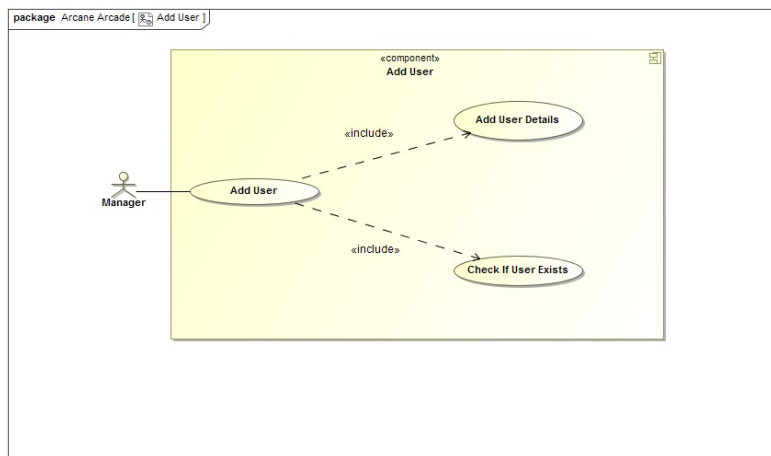 package Arcane Arcade[ Add User ]
«component»
Add User
Add User Details
«include»
Add User
Manager
«include»
Check If User Exists